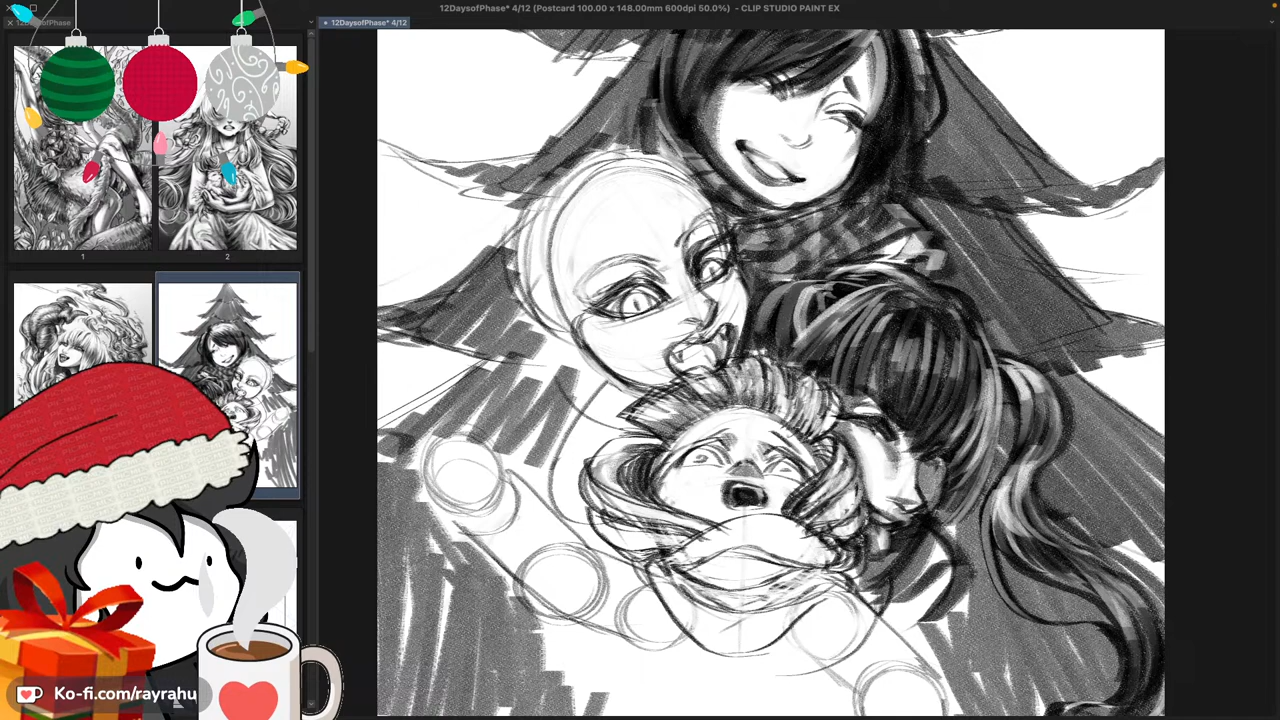 12DaysofPhase* 4/12 (Postcard 100.00 x 148.00mm 600dpi 50.0%) - CLIP STUDIO PAINT EX
12DaysofPhase
12DaysofPhase* 4/12
1
2
Ko-fi.com/rayrahu